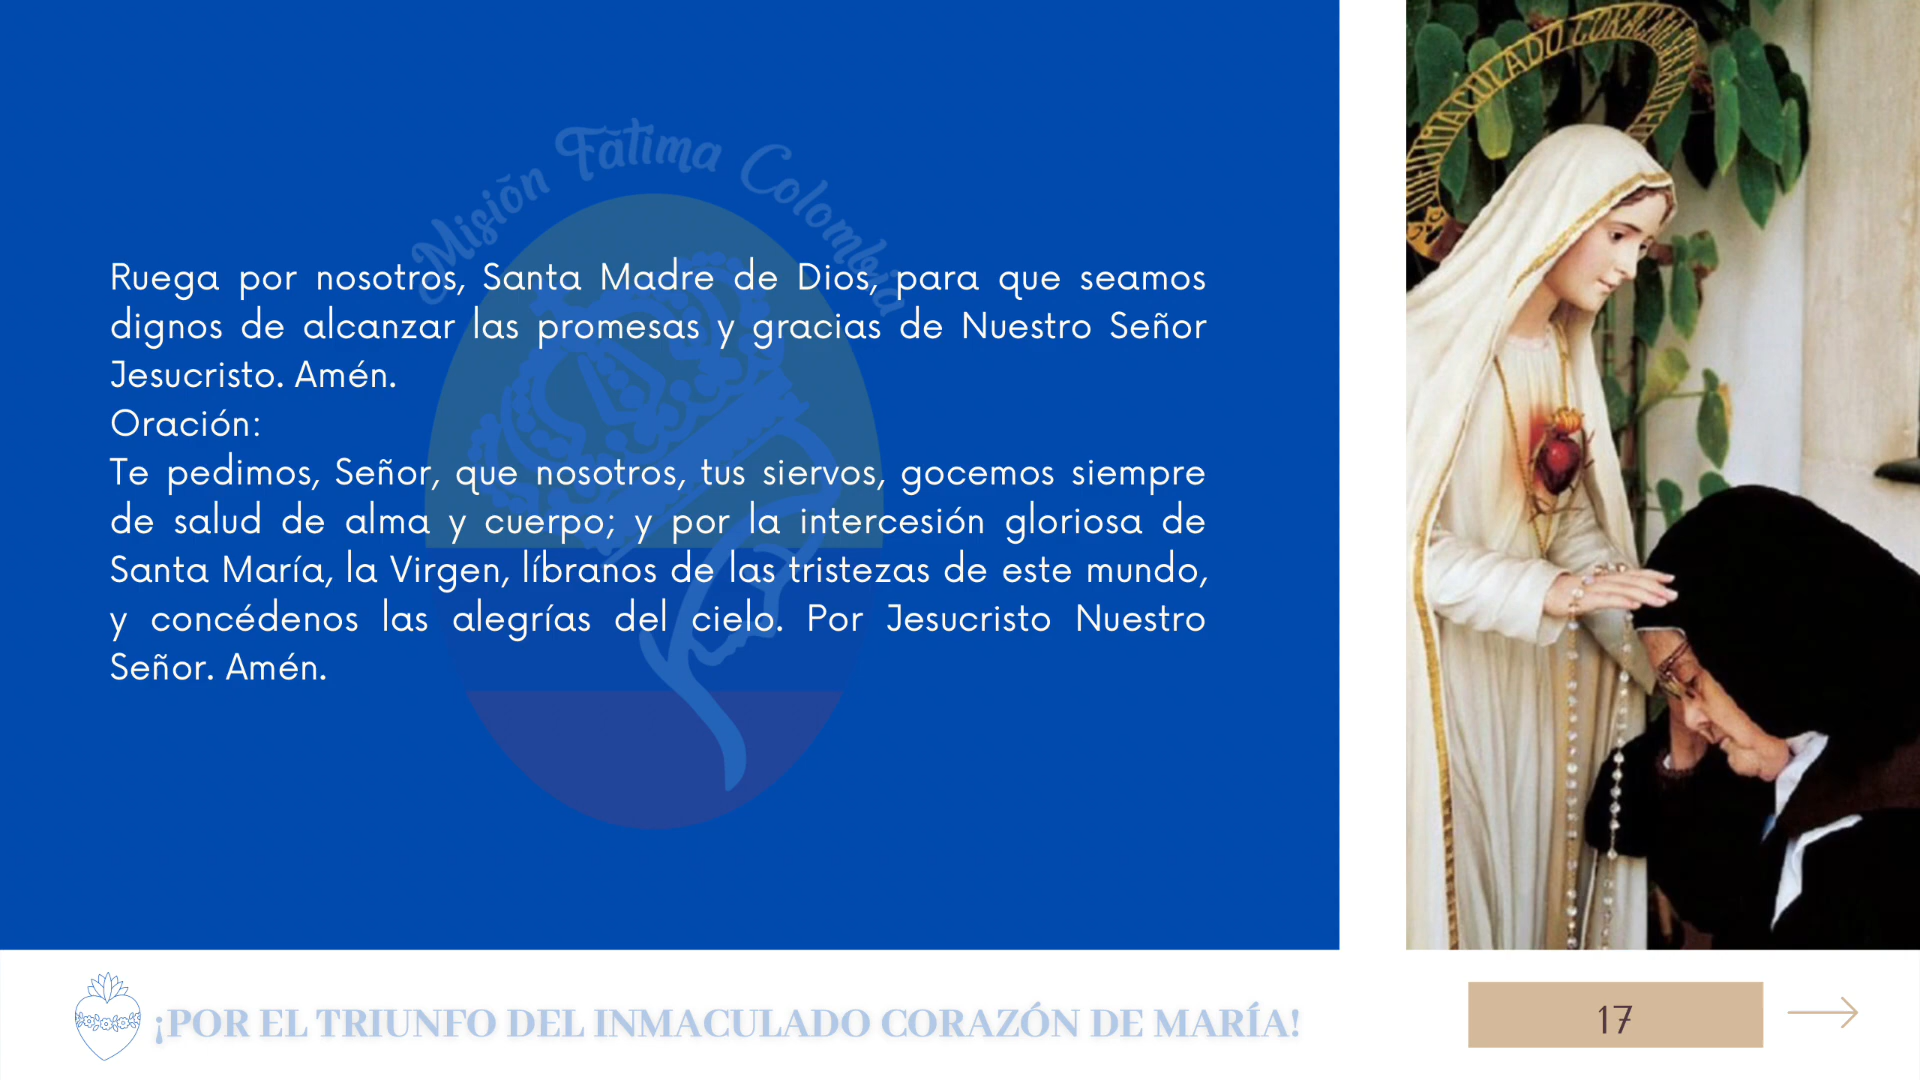 Misión Fátima Colombia
Ruega por nosotros, Santa Madre de Dios, para que seamos
dignos de alcanzar las promesas y gracias de Nuestro Señor
Jesucristo. Amén.
Oración:
Te pedimos, Señor, que nosotros, tus siervos, gocemos siempre
de salud de alma y cuerpo; y por la intercesión gloriosa de
Santa María, la Virgen, líbranos de las tristezas de este mundo,
y concédenos las alegrías del cielo. Por Jesucristo Nuestro
Señor. Amén.
¡POR EL TRIUNFO DEL INMACULADO CORAZÓN DE MARÍA!
17